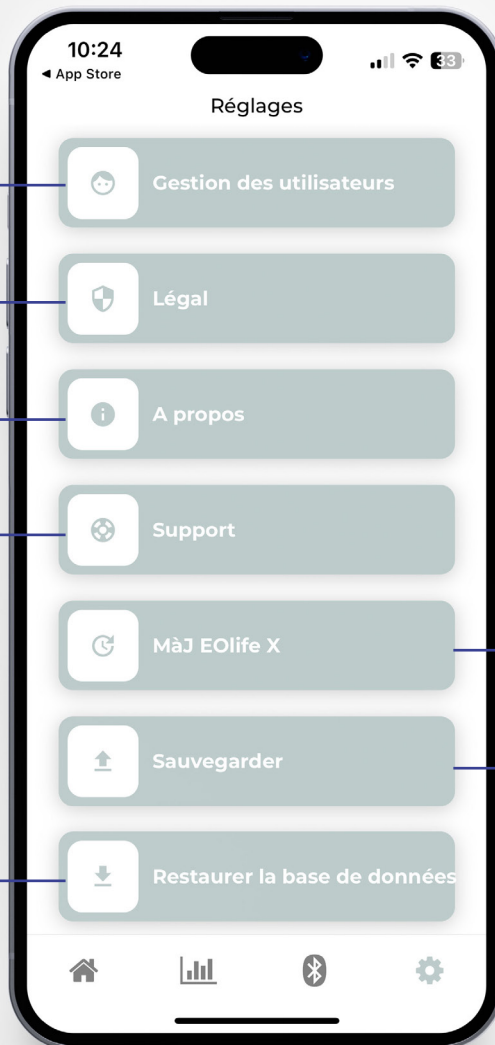 10:24
◀ App Store
33
Réglages
Gestion des utilisateurs
Légal
A propos
Support
MàJ EOlife X
Sauvegarder
Restaurer la base de données